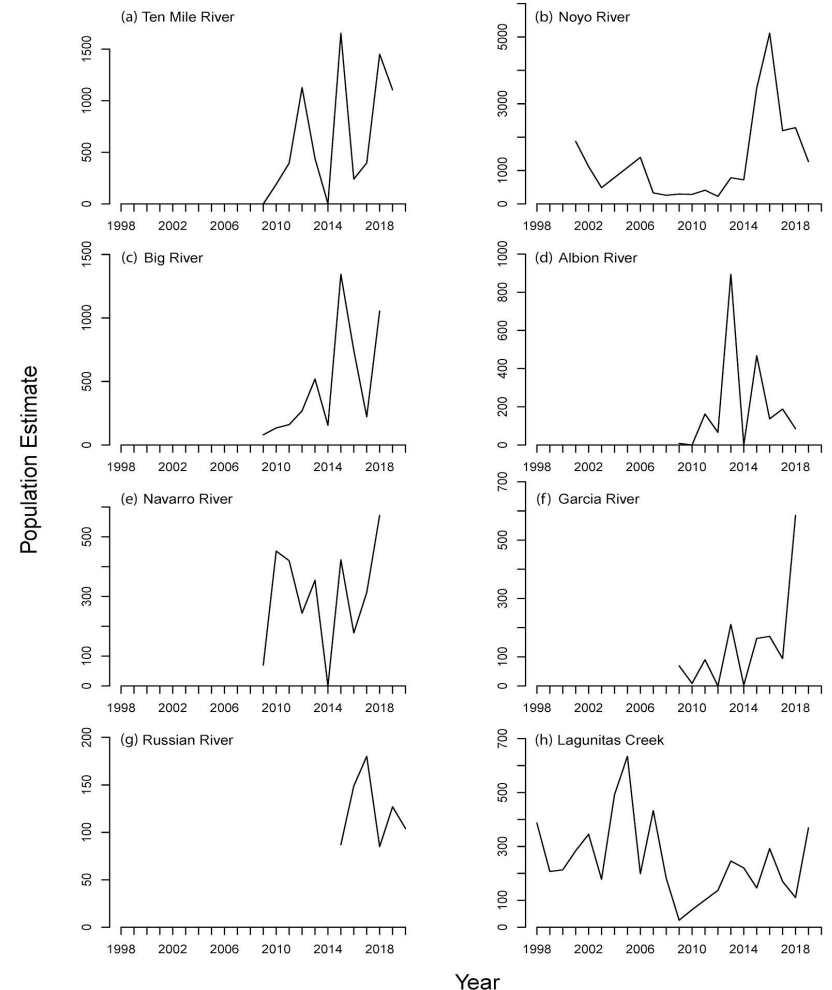 (a) Ten Mile River
0 500 1000 1500
1998 2002 2006 2010 2014 2018
(b) Noyo River
0 1000 3000 5000
1998 2002 2006 2010 2014 2018
(c) Big River
0 500 1000 1500
1998 2002 2006 2010 2014 2018
(d) Albion River
0 200 400 600 800 1000
1998 2002 2006 2010 2014 2018
(e) Navarro River
0 100 300 500
1998 2002 2006 2010 2014 2018
(f) Garcia River
0 100 300 500 700
1998 2002 2006 2010 2014 2018
(g) Russian River
0 50 100 150 200
1998 2002 2006 2010 2014 2018
(h) Lagunitas Creek
0 100 300 500 700
1998 2002 2006 2010 2014 2018
Population Estimate
Year